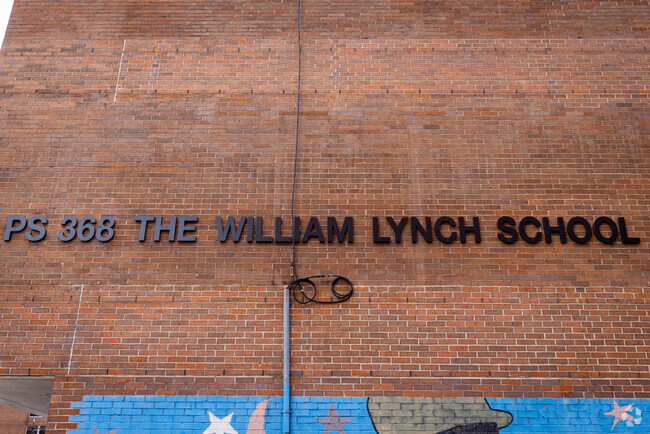 PS 368 THE WILLIAM LYNCH SCHOOL